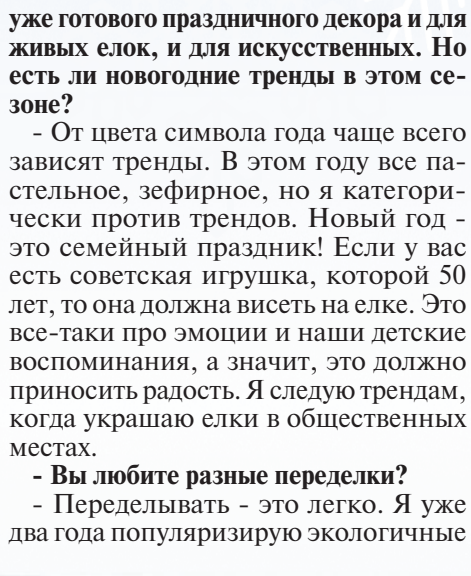 уже готового праздничного декора и для
живых елок, и для искусственных. Но
есть ли новогодние тренды в этом се-
зоне?
- От цвета символа года чаще всего
зависят тренды. В этом году все па-
стельное, зефирное, но я категори-
чески против трендов. Новый год -
это семейный праздник! Если у вас
есть советская игрушка, которой 50
лет, то она должна висеть на елке. Это
все-таки про эмоции и наши детские
воспоминания, а значит, это должно
приносить радость. Я следую трендам,
когда украшаю елки в общественных
местах.
- Вы любите разные переделки?
- Переделывать - это легко. Я уже
два года популяризирую экологичные